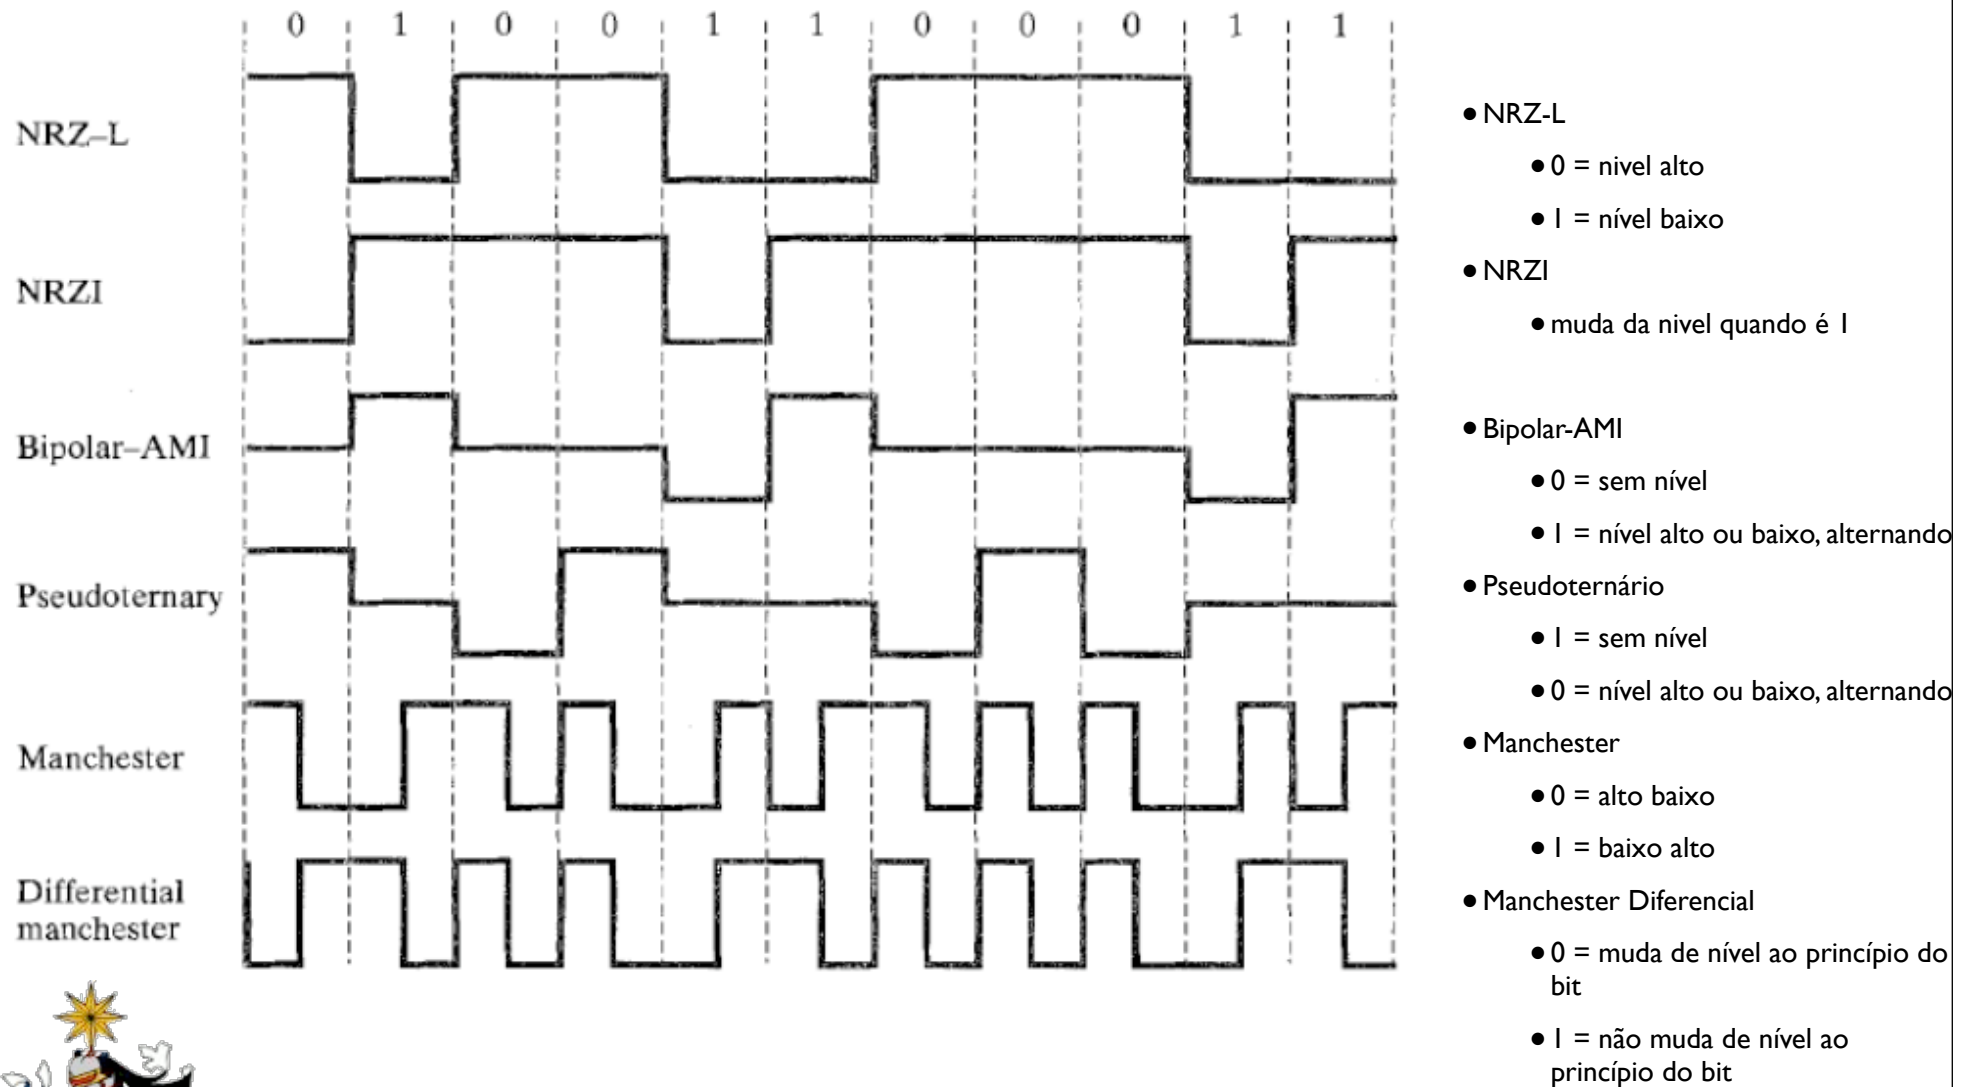 0 1 0 0 1 1 0 0 0 1 1
NRZ–L
NRZI
Bipolar–AMI
Pseudoternary
Manchester
Differential
manchester
• NRZ-L
• 0 = nivel alto
• 1 = nível baixo
• NRZI
• muda da nivel quando é 1
• Bipolar-AMI
• 0 = sem nível
• 1 = nível alto ou baixo, alternando
• Pseudoternário
• 1 = sem nível
• 0 = nível alto ou baixo, alternando
• Manchester
• 0 = alto baixo
• 1 = baixo alto
• Manchester Diferencial
• 0 = muda de nível ao princípio do
bit
• 1 = não muda de nível ao
princípio do bit